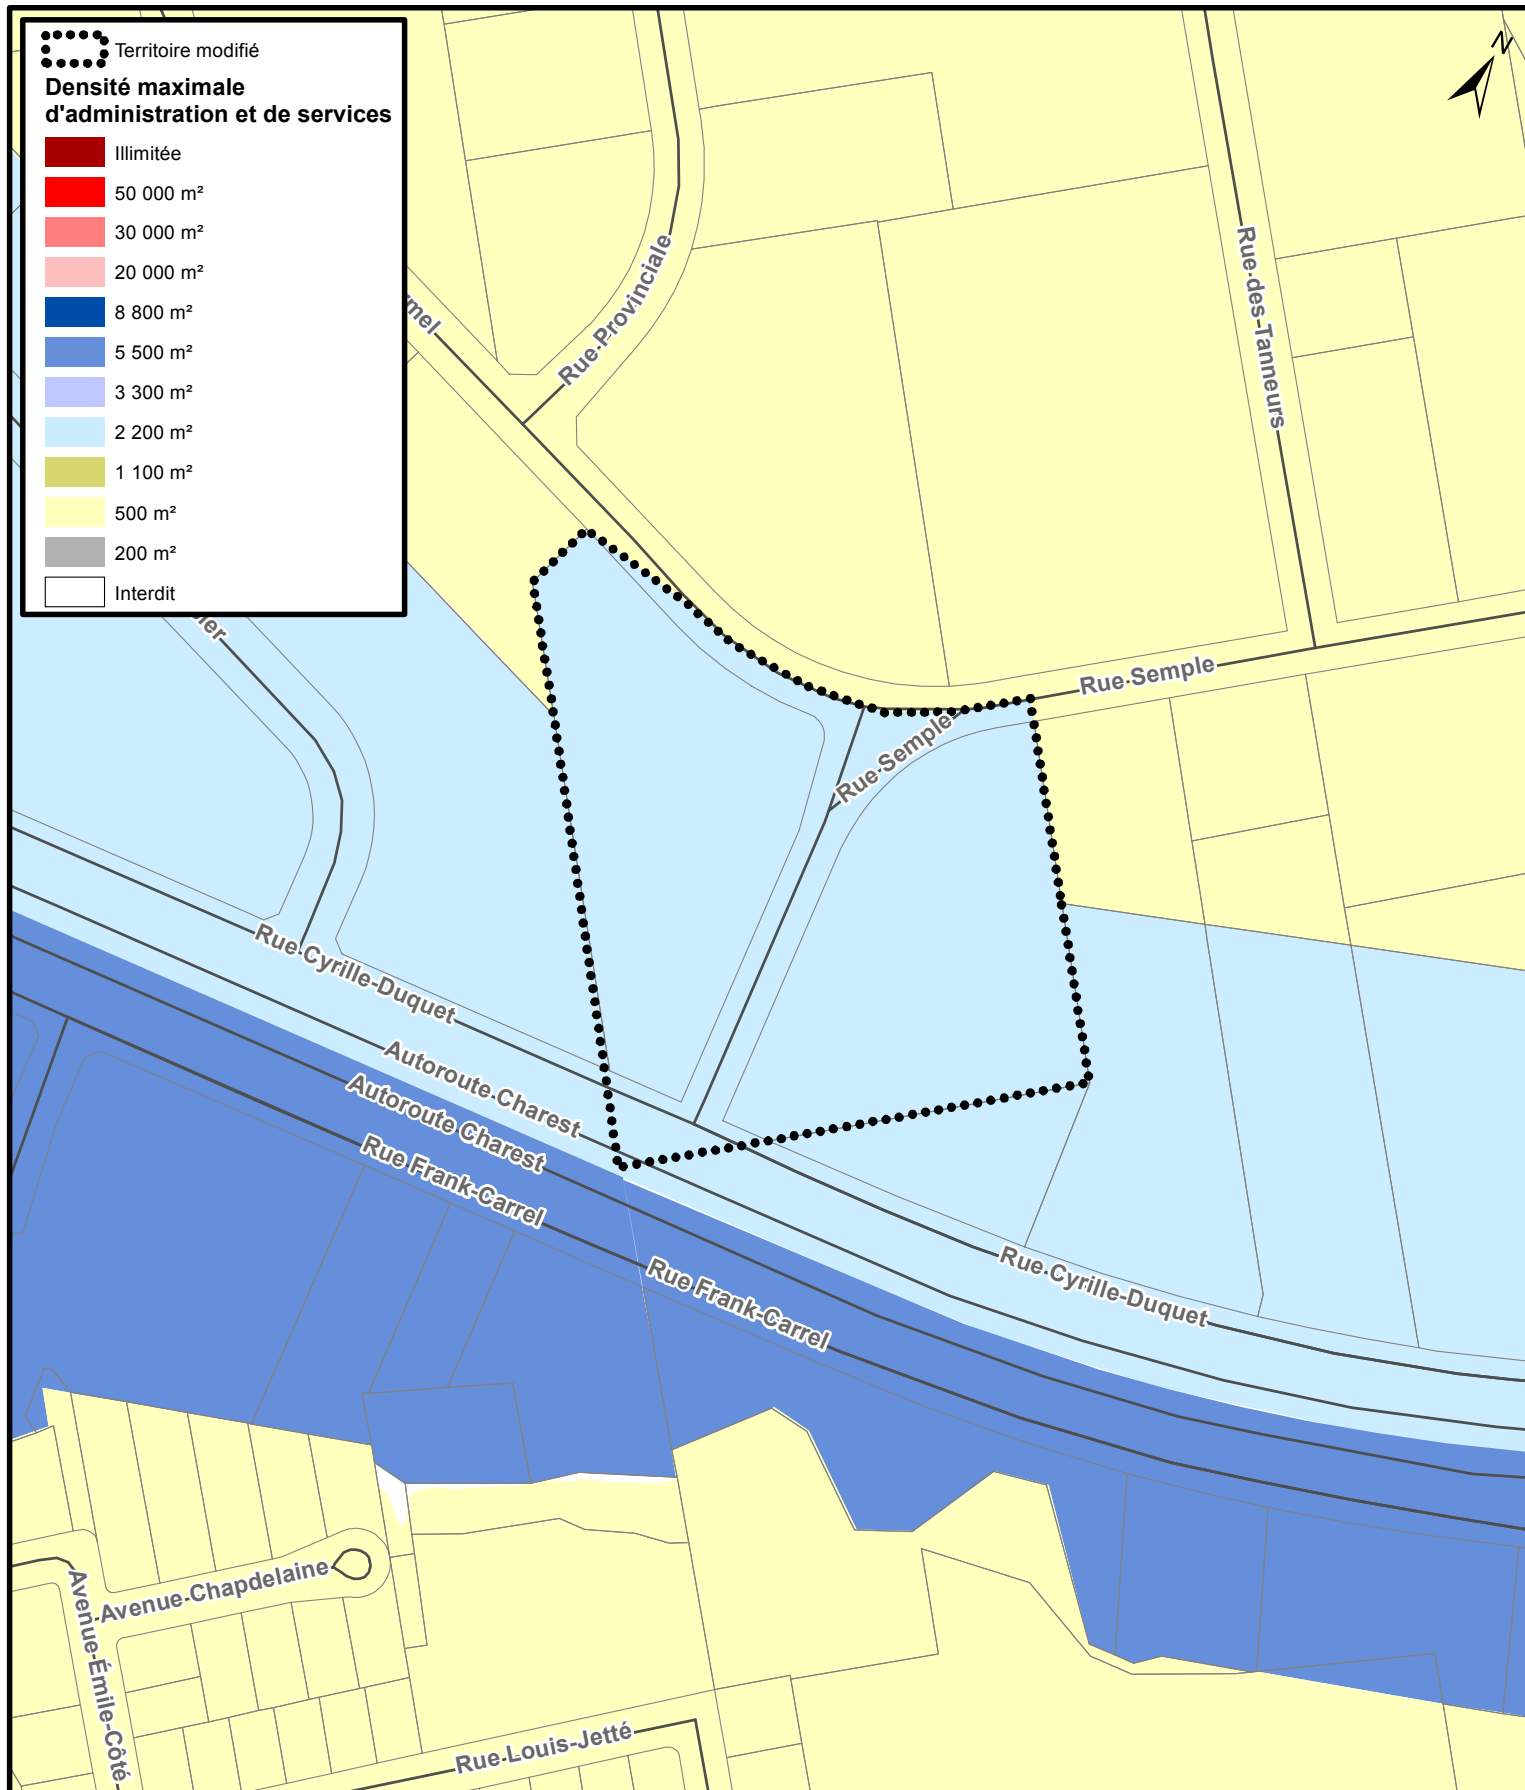 Territoire modifié
Densité maximale
d'administration et de services
Illimitée
50 000 m²
30 000 m²
20 000 m²
8 800 m²
5 500 m²
3 300 m²
2 200 m²
1 100 m²
500 m²
200 m²
Interdit
N
Rue Provinciale
Rue des Tanneurs
Rue Semple
Rue Semple
Rue Cyrille-Duquet
Autoroute Charest
Autoroute Charest
Rue Frank-Carrel
Rue Frank-Carrel
Rue Cyrille-Duquet
Avenue Chapdelaine
Avenue Émile-Côté
Rue Louis-Jetté